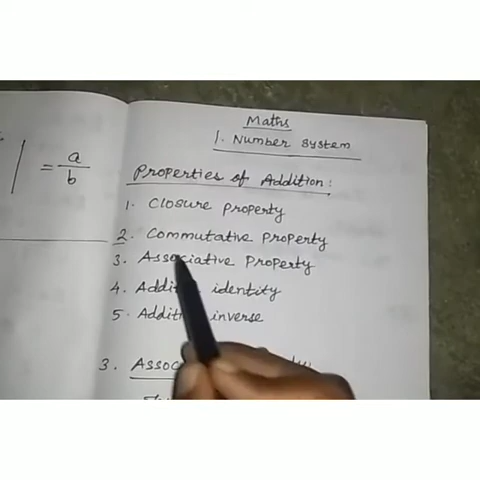 = a/b
Maths
1. Number System
Properties of Addition:
1. Closure Property
2. Commutative Property
3. Associative Property
4. identity
5. inverse
3.